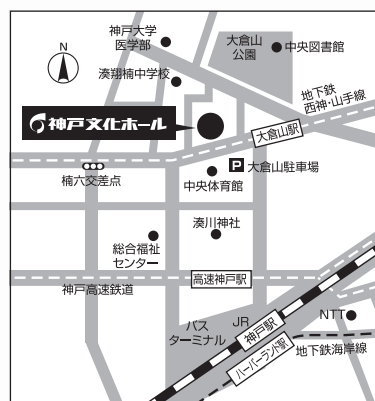 神戸大学
医学部
大倉山
公園
中央図書館
N
湊翔楠中学校
地下鉄
西神・山手線
神戸文化ホール
大倉山駅
P 大倉山駐車場
楠六交差点
中央体育館
湊川神社
総合福祉
センター
高速神戸駅
神戸高速鉄道
バス
ターミナル
JR
神戸駅
NTT
ハーバーランド駅
地下鉄海岸線